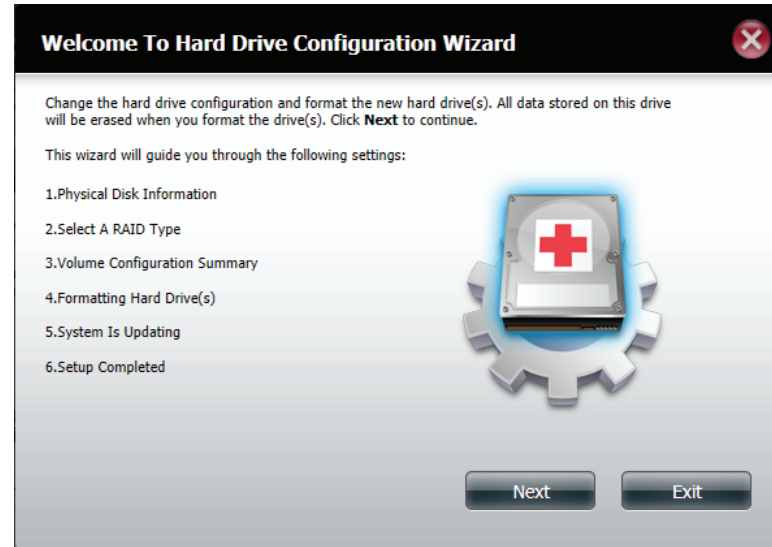 Welcome To Hard Drive Configuration Wizard
Change the hard drive configuration and format the new hard drive(s). All data stored on this drive
will be erased when you format the drive(s). Click Next to continue.
This wizard will guide you through the following settings:
1.Physical Disk Information
2.Select A RAID Type
3.Volume Configuration Summary
4.Formatting Hard Drive(s)
5.System Is Updating
6.Setup Completed
Next
Exit